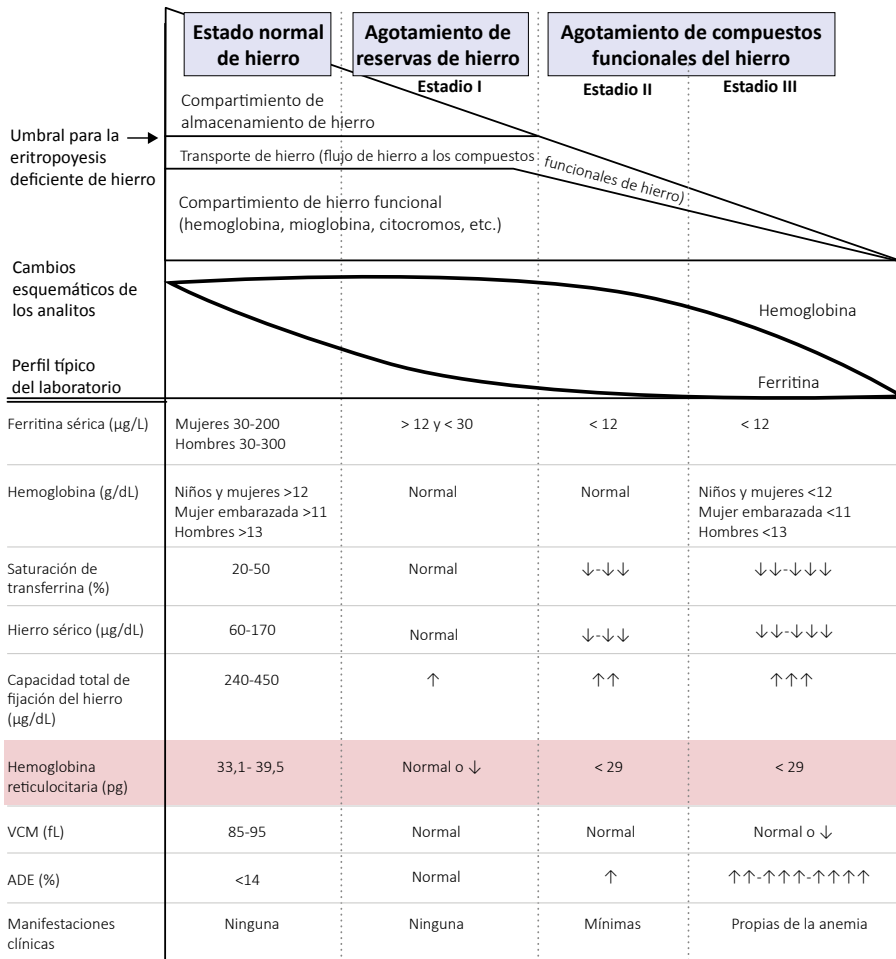 Estado normal
de hierro
Agotamiento de
reservas de hierro
Agotamiento de compuestos
funcionales del hierro
Estadio I
Estadio II
Estadio III
Compartimiento de
almacenamiento de hierro
Umbral para la
eritropoyesis
deficiente de hierro
Transporte de hierro (flujo de hierro a los compuestos funcionales de hierro)
Compartimiento de hierro funcional
(hemoglobina, mioglobina, citocromos, etc.)
Cambios
esquemáticos de
los analitos
Hemoglobina
Ferritina
Perfil típico
del laboratorio
Ferritina sérica (µg/L)
Mujeres 30-200
Hombres 30-300
> 12 y < 30
< 12
< 12
Hemoglobina (g/dL)
Niños y mujeres >12
Mujer embarazada >11
Hombres >13
Normal
Normal
Niños y mujeres <12
Mujer embarazada <11
Hombres <13
Saturación de
transferrina (%)
20-50
Normal
↓-↓↓
↓↓-↓↓↓
Hierro sérico (µg/dL)
60-170
Normal
↓-↓↓
↓↓-↓↓↓
Capacidad total de
fijación del hierro
(µg/dL)
240-450
↑
↑↑
↑↑↑
Hemoglobina
reticulocitaria (pg)
33,1- 39,5
Normal o ↓
< 29
< 29
VCM (fL)
85-95
Normal
Normal
Normal o ↓
ADE (%)
<14
Normal
↑
↑↑-↑↑↑-↑↑↑↑
Manifestaciones
clínicas
Ninguna
Ninguna
Mínimas
Propias de la anemia